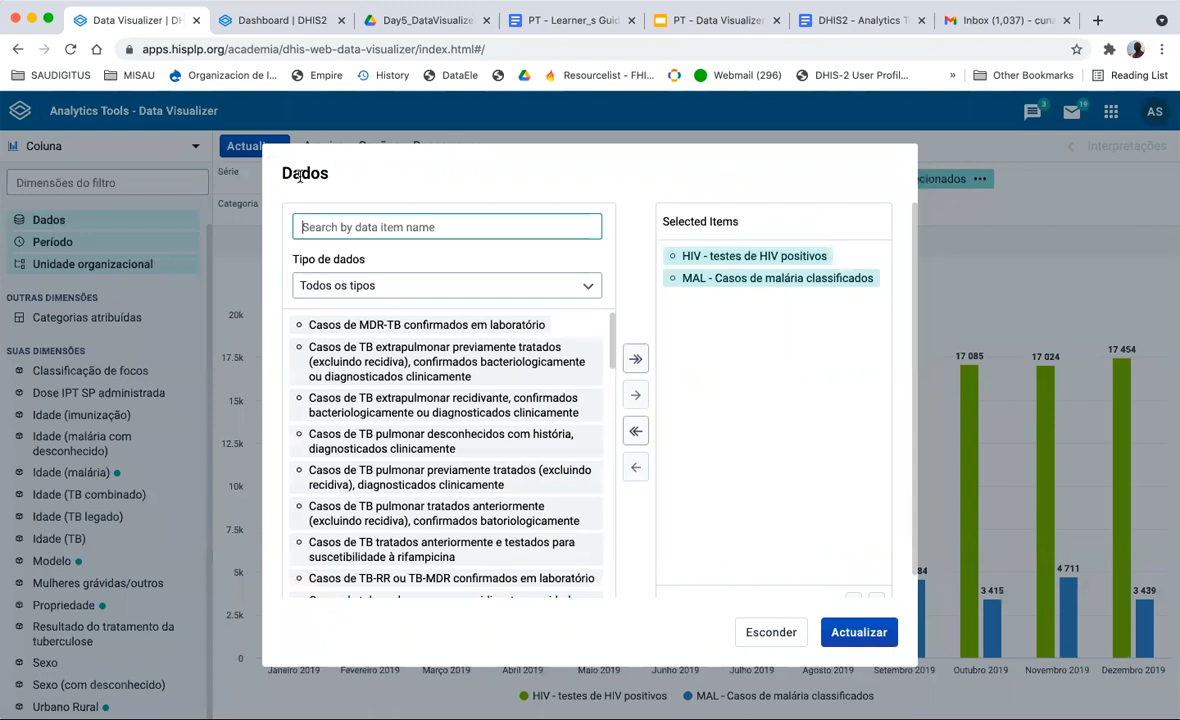 Data Visualizer | DH
Dashboard | DHIS2
Day5_DataVisualize
PT - Learner_s Guid
PT - Data Visualizer
DHIS2 - Analytics T
Inbox (1,037) - cuna
apps.hisplp.org/academia/dhis-web-data-visualizer/index.html#/
SAUDIGITUS
MISAU
Organizacion de I...
Empire
History
DataEle
Resourcelist - FHI...
Webmail (296)
DHIS-2 User Profil...
»
Other Bookmarks
Reading List
Analytics Tools - Data Visualizer
3
19
AS
Coluna
Interpretações
Dimensões do filtro
Série
Categoria
ecionados
Dados
Período
Unidade organizacional
OUTRAS DIMENSÕES
Categorias atribuídas
SUAS DIMENSÕES
Classificação de focos
Dose IPT SP administrada
Idade (imunização)
Idade (malária com
desconhecido)
Idade (malária)
Idade (TB combinado)
Idade (TB legado)
Idade (TB)
Modelo
Mulheres grávidas/outros
Propriedade
Resultado do tratamento da
tuberculose
Sexo
Sexo (com desconhecido)
Urbano Rural
Dados
Search by data item name
Tipo de dados
Todos os tipos
Casos de MDR-TB confirmados em laboratório
Casos de TB extrapulmonar previamente tratados
(excluindo recidiva), confirmados bacteriologicamente
ou diagnosticados clinicamente
Casos de TB extrapulmonar recidivante, confirmados
bacteriologicamente ou diagnosticados clinicamente
Casos de TB pulmonar desconhecidos com história,
diagnosticados clinicamente
Casos de TB pulmonar previamente tratados (excluindo
recidiva), diagnosticados clinicamente
Casos de TB pulmonar tratados anteriormente
(excluindo recidiva), confirmados batoriologicamente
Casos de TB tratados anteriormente e testados para
suscetibilidade à rifampicina
Casos de TB-RR ou TB-MDR confirmados em laboratório
Selected Items
HIV - testes de HIV positivos
MAL - Casos de malária classificados
Esconder
Actualizar
20k
17.5k
15k
12.5k
10k
7.5k
5k
2.5k
0
17 085
17 024
17 454
84
3 415
4 711
3 439
Janeiro 2019
Fevereiro 2019
Março 2019
Abril 2019
Maio 2019
Junho 2019
Julho 2019
Agosto 2019
Setembro 2019
Outubro 2019
Novembro 2019
Dezembro 2019
HIV - testes de HIV positivos
MAL - Casos de malária classificados